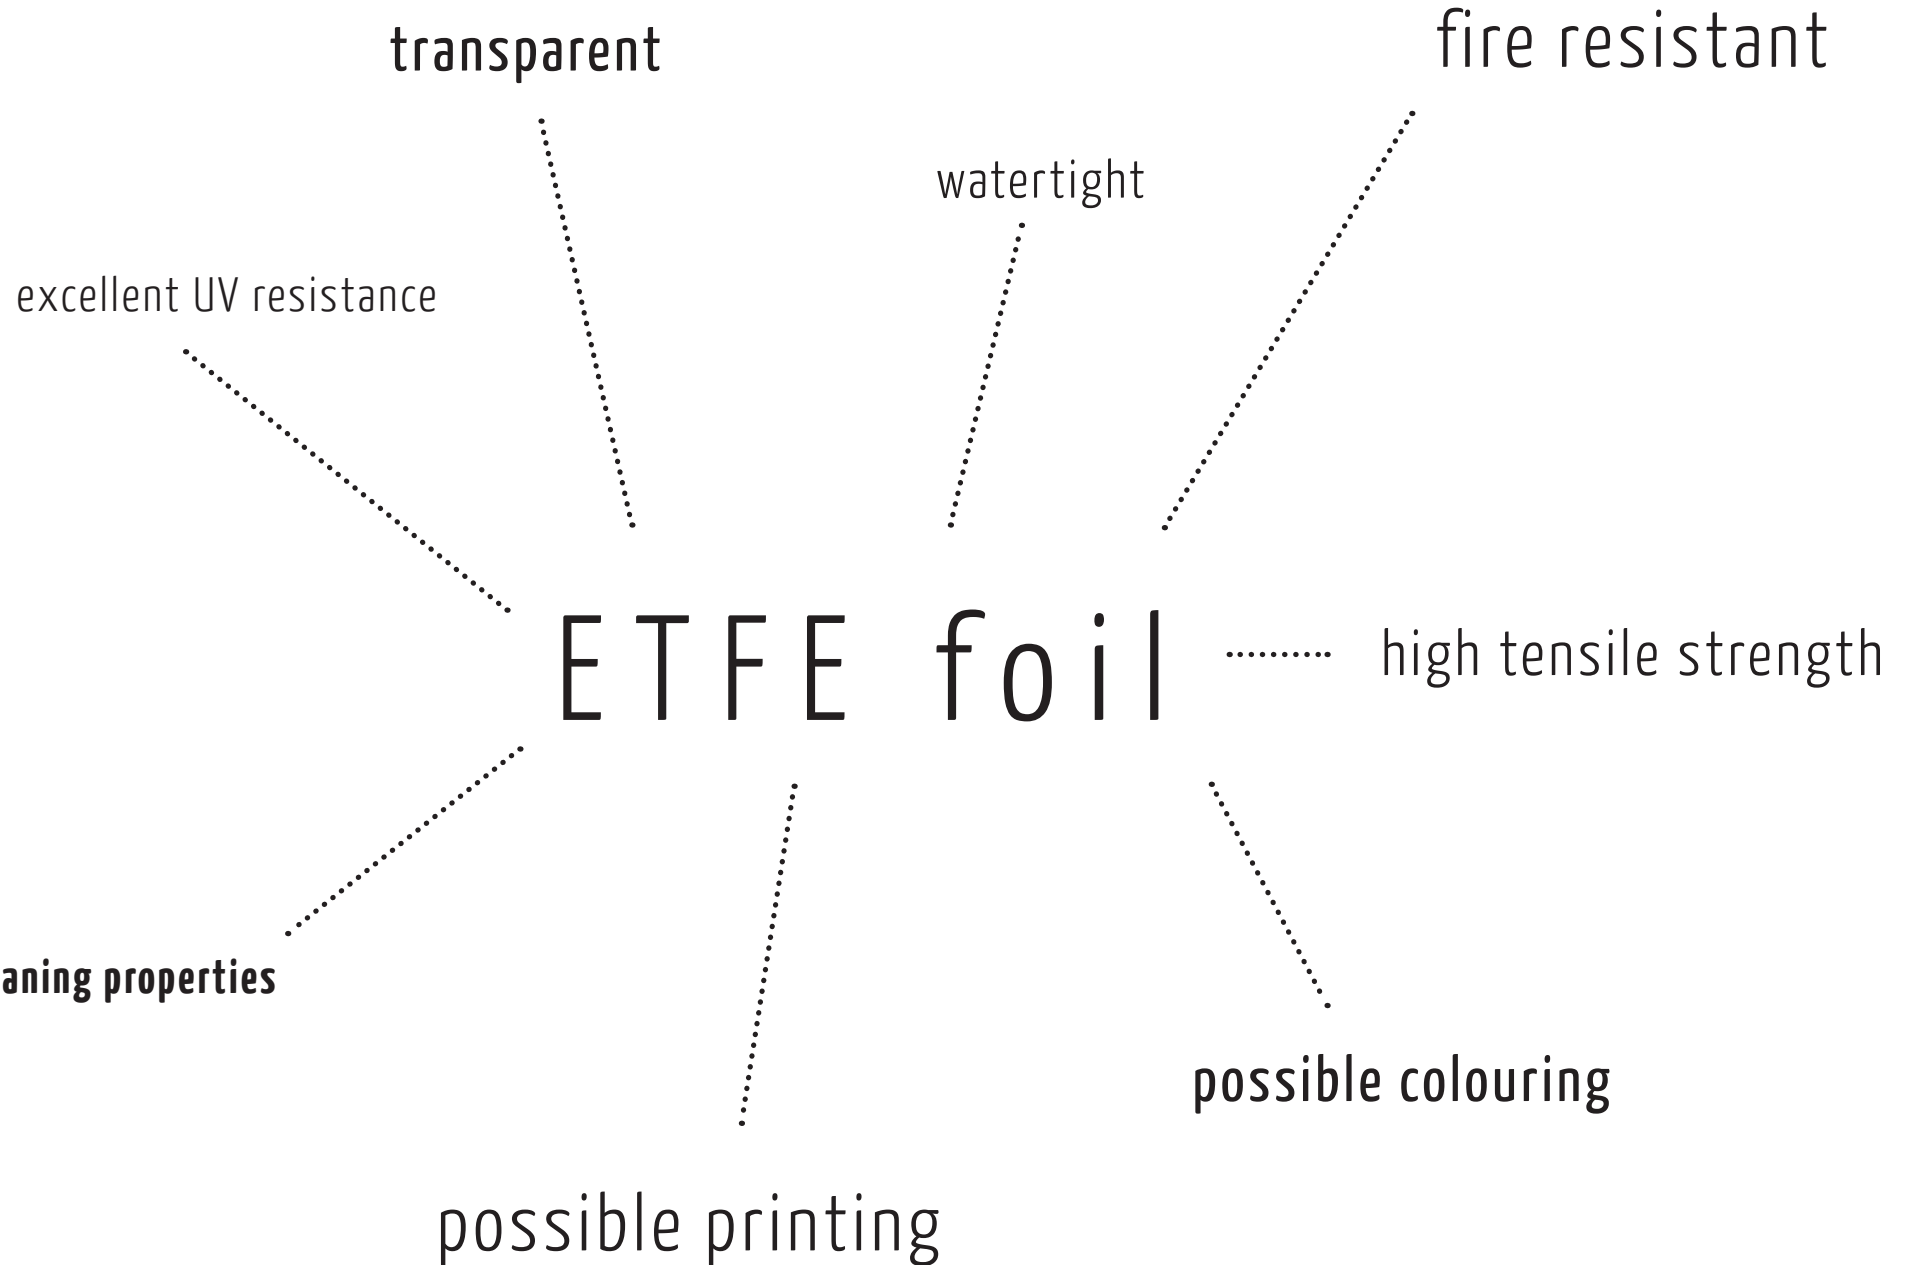 fire resistant
transparent
watertight
excellent UV resistance
ETFE foil
high tensile strength
aning properties
possible colouring
possible printing